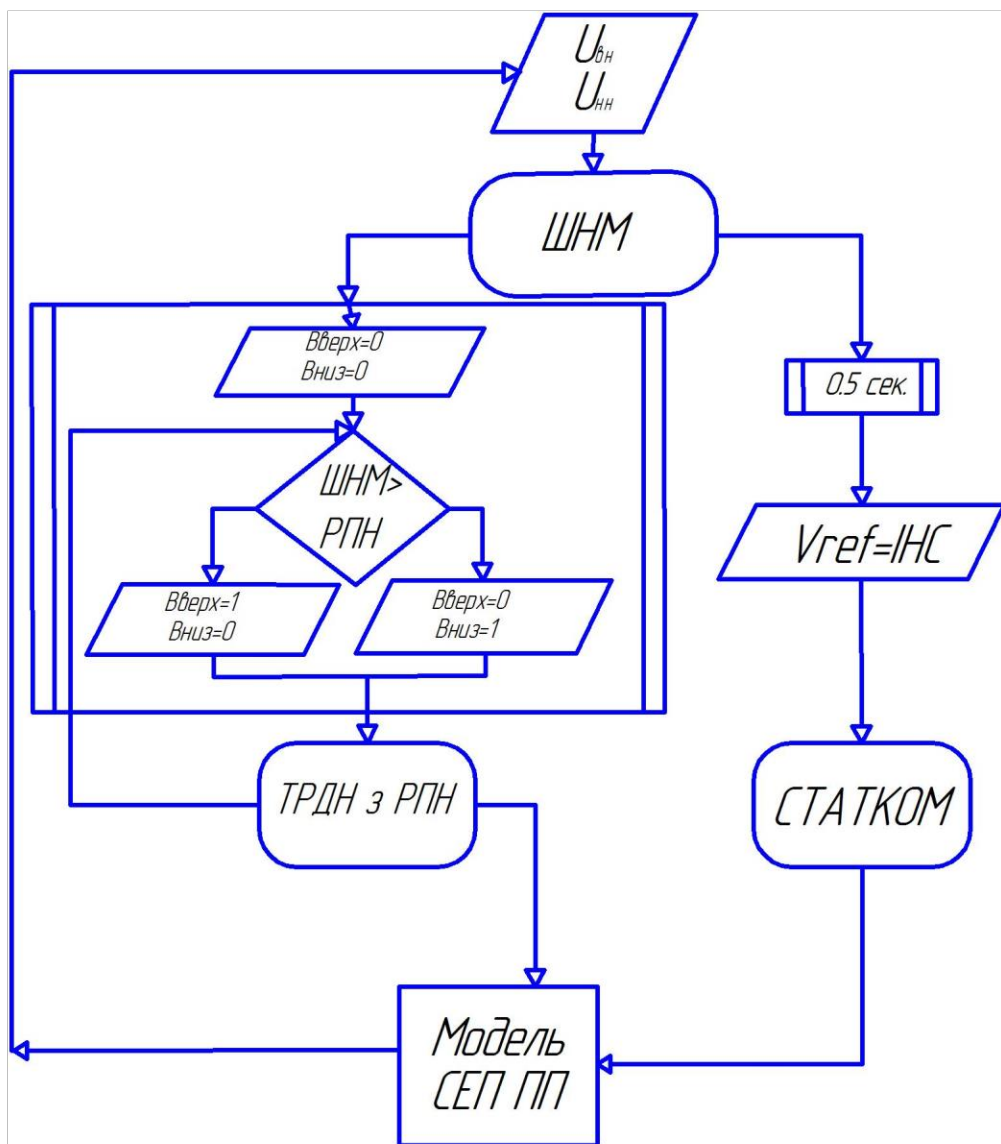 Uвн
Uнн
ШНМ
Вверх=0
Вниз=0
0.5 сек.
ШНМ>
РПН
Vref=ІНС
Вверх=1
Вниз=0
Вверх=0
Вниз=1
ТРДН з РПН
СТАТКОМ
Модель
СЕП ПП